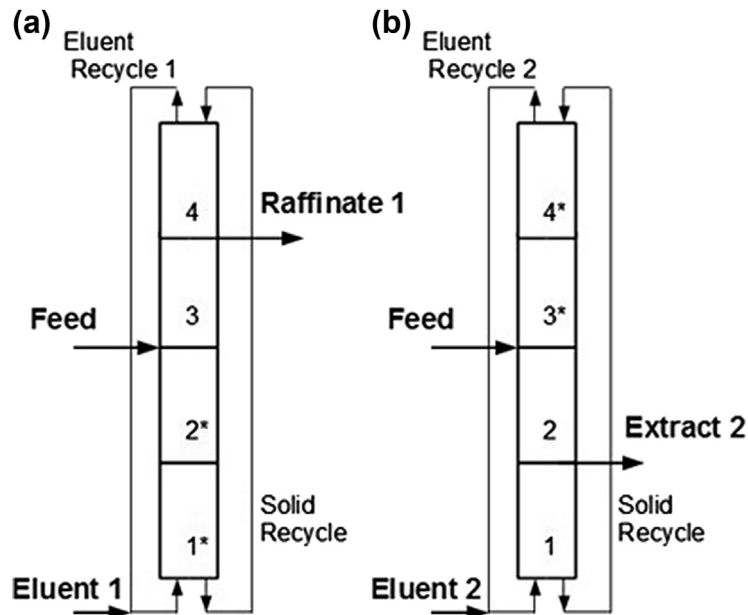 (a)
Eluent
Recycle 1
4
Raffinate 1
Feed
3
2*
Solid
Recycle
1*
Eluent 1
(b)
Eluent
Recycle 2
4*
Feed
3*
2
Extract 2
Solid
Recycle
1
Eluent 2